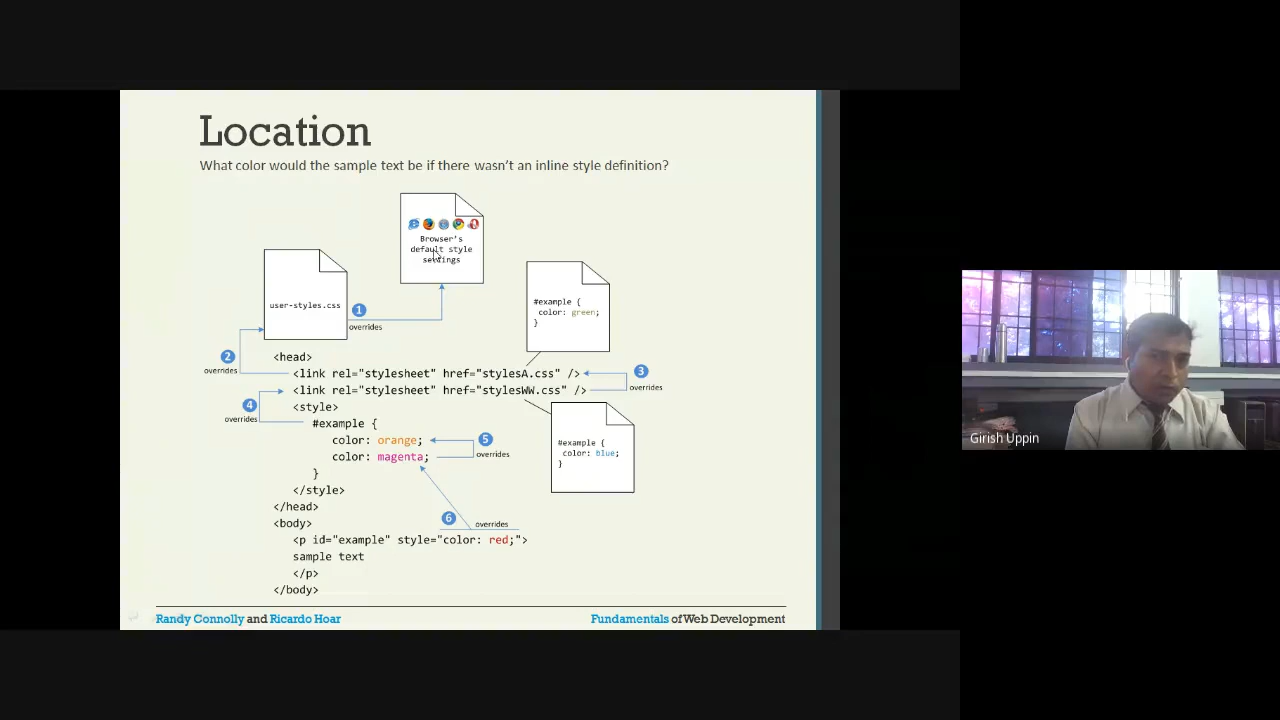 Location
What color would the sample text be if there wasn't an inline style definition?
Browser's
default style
settings
user-styles.css
1
overrides
#example {
color: green;
}
2
overrides
<head>
<link rel="stylesheet" href="stylesA.css" />
3
overrides
<link rel="stylesheet" href="stylesWW.css" />
4
overrides
<style>
#example {
color: orange;
5
overrides
color: magenta;
}
</style>
#example {
color: blue;
}
</head>
<body>
6
overrides
<p id="example" style="color: red;">
sample text
</p>
</body>
Randy Connolly and Ricardo Hoar
Fundamentals of Web Development
Girish Uppin